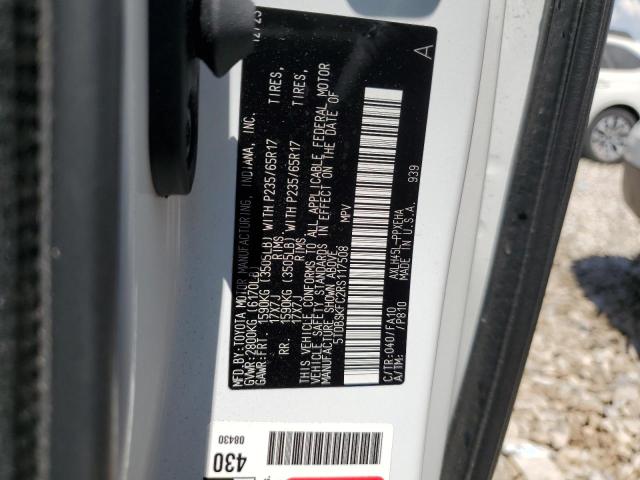 MFD.BY:TOYOTA MOTOR MANUFACTURING, INDIANA, INC. 12/23
GVWR:2800KG (6170LB)
GAWR:FRT. 1590KG (3505LB) WITH P235/65R17 TIRES,
17X7J RIMS
RR. 1590KG (3505LB) WITH P235/65R17 TIRES,
17X7J RIMS
THIS VEHICLE CONFORMS TO ALL APPLICABLE FEDERAL MOTOR
VEHICLE SAFETY STANDARDS IN EFFECT ON THE DATE OF
MANUFACTURE SHOWN ABOVE.
5TDBSKFC2RS117508 MPV
C/TR:040/FA10 AXLH45L-PPXEHA 939 A
A/TM: /P810 MADE IN U.S.A.
430
08430